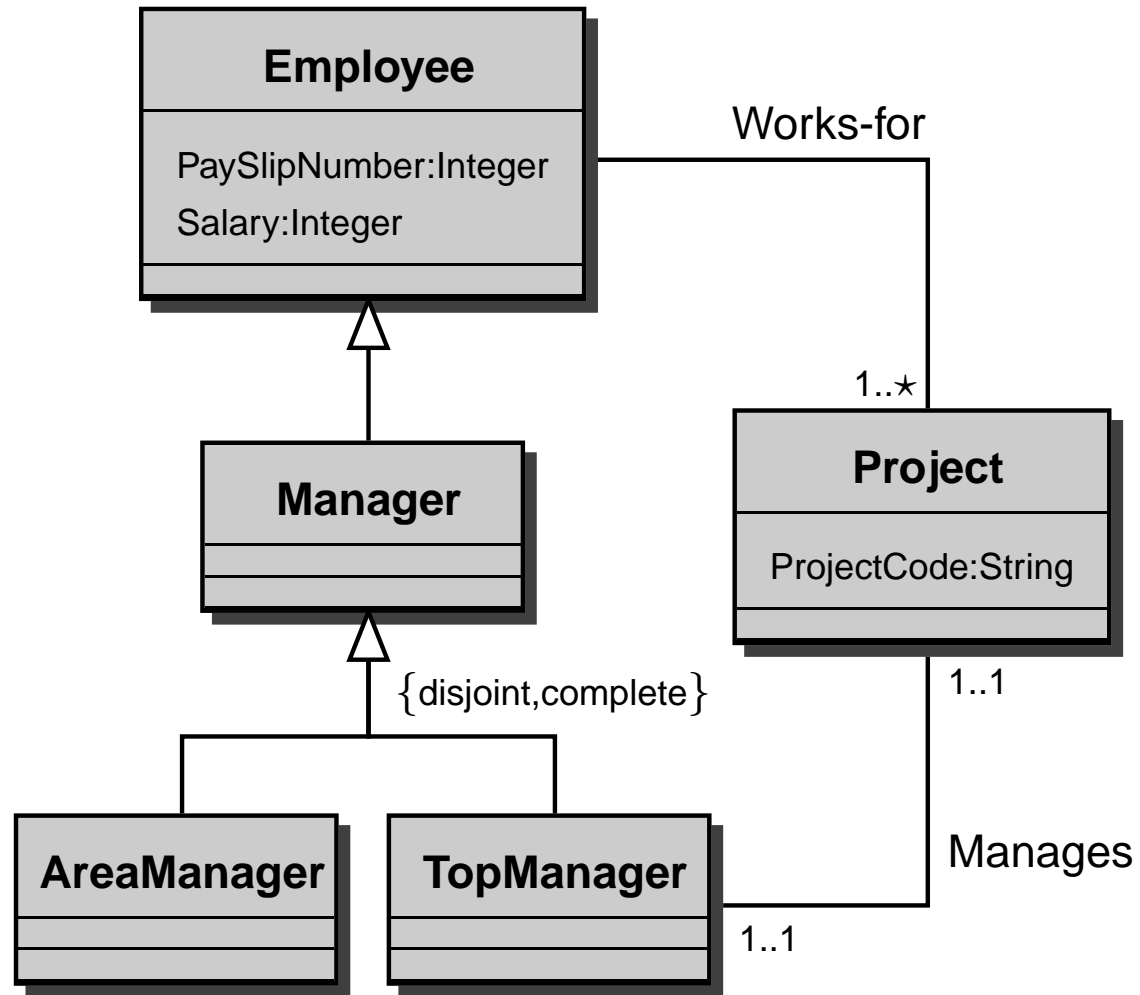 Employee
PaySlipNumber:Integer
Salary:Integer
Works-for
1..⋆
Manager
Project
ProjectCode:String
{disjoint,complete}
1..1
AreaManager
TopManager
Manages
1..1